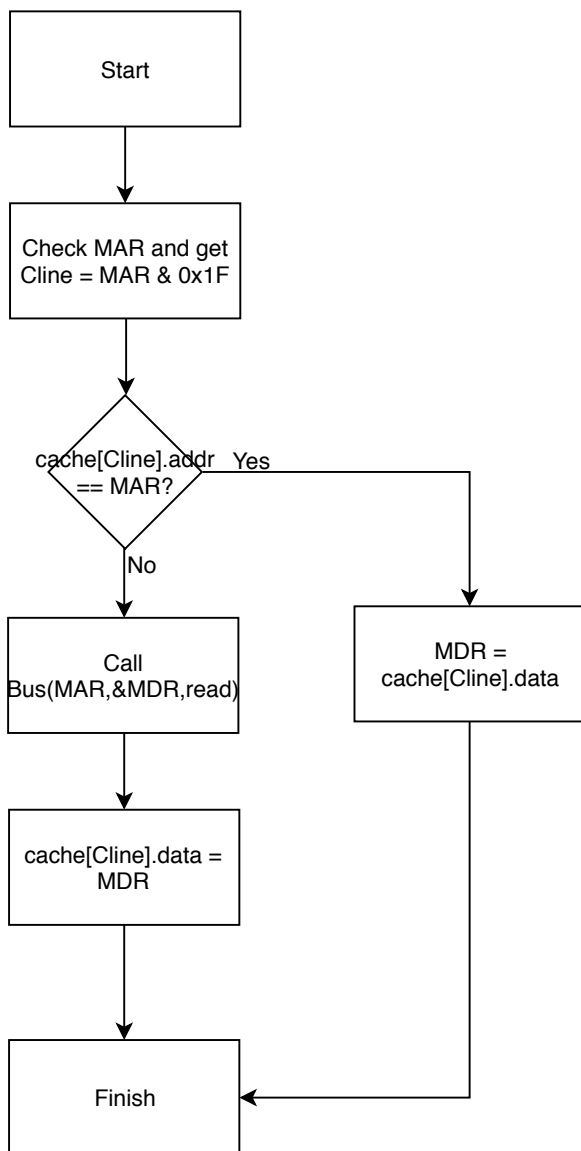 Start
Check MAR and get
Cline = MAR & 0x1F
cache[Cline].addr
== MAR?
Yes
No
Call
Bus(MAR,&MDR,read)
MDR =
cache[Cline].data
cache[Cline].data =
MDR
Finish